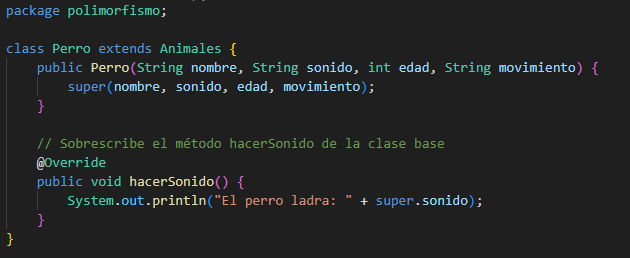 package polimorfismo;
class Perro extends Animales {
public Perro(String nombre, String sonido, int edad, String movimiento) {
super(nombre, sonido, edad, movimiento);
}
// Sobrescribe el método hacerSonido de la clase base
@Override
public void hacerSonido() {
System.out.println("El perro ladra: " + super.sonido);
}
}